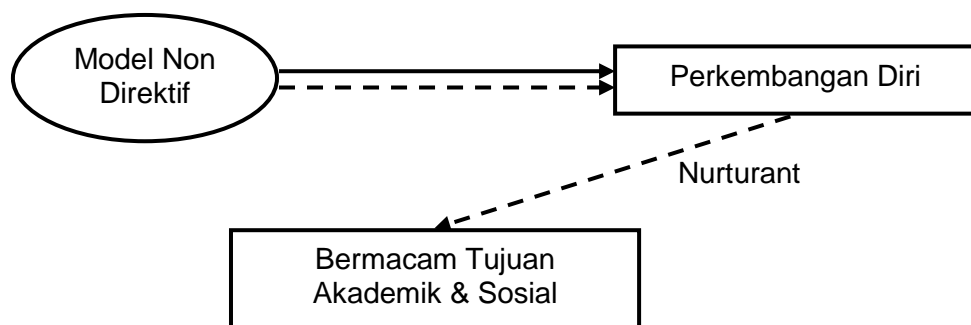 Model Non
Direktif
Perkembangan Diri
Nurturant
Bermacam Tujuan
Akademik & Sosial